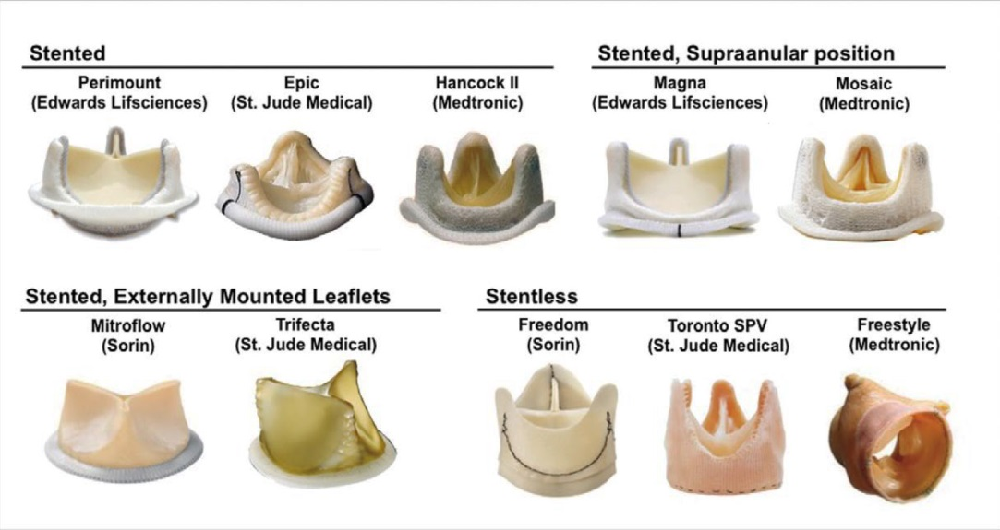 Stented
Perimount
(Edwards Lifsciences)
Epic
(St. Jude Medical)
Hancock II
(Medtronic)
Stented, Supraanular position
Magna
(Edwards Lifsciences)
Mosaic
(Medtronic)
Stented, Externally Mounted Leaflets
Mitroflow
(Sorin)
Trifecta
(St. Jude Medical)
Stentless
Freedom
(Sorin)
Toronto SPV
(St. Jude Medical)
Freestyle
(Medtronic)